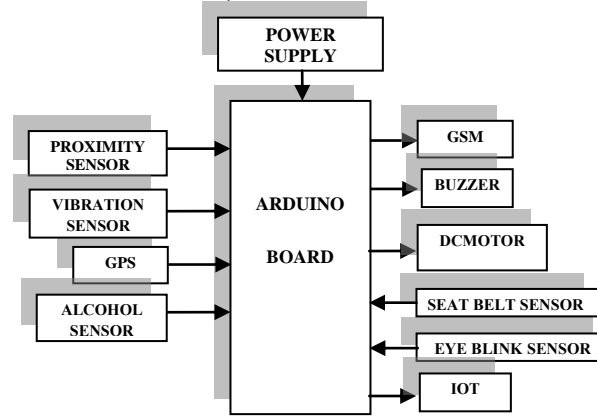 POWER
SUPPLY
PROXIMITY
SENSOR
VIBRATION
SENSOR
GPS
ALCOHOL
SENSOR
ARDUINO
BOARD
GSM
BUZZER
DCMOTOR
SEAT BELT SENSOR
EYE BLINK SENSOR
IOT